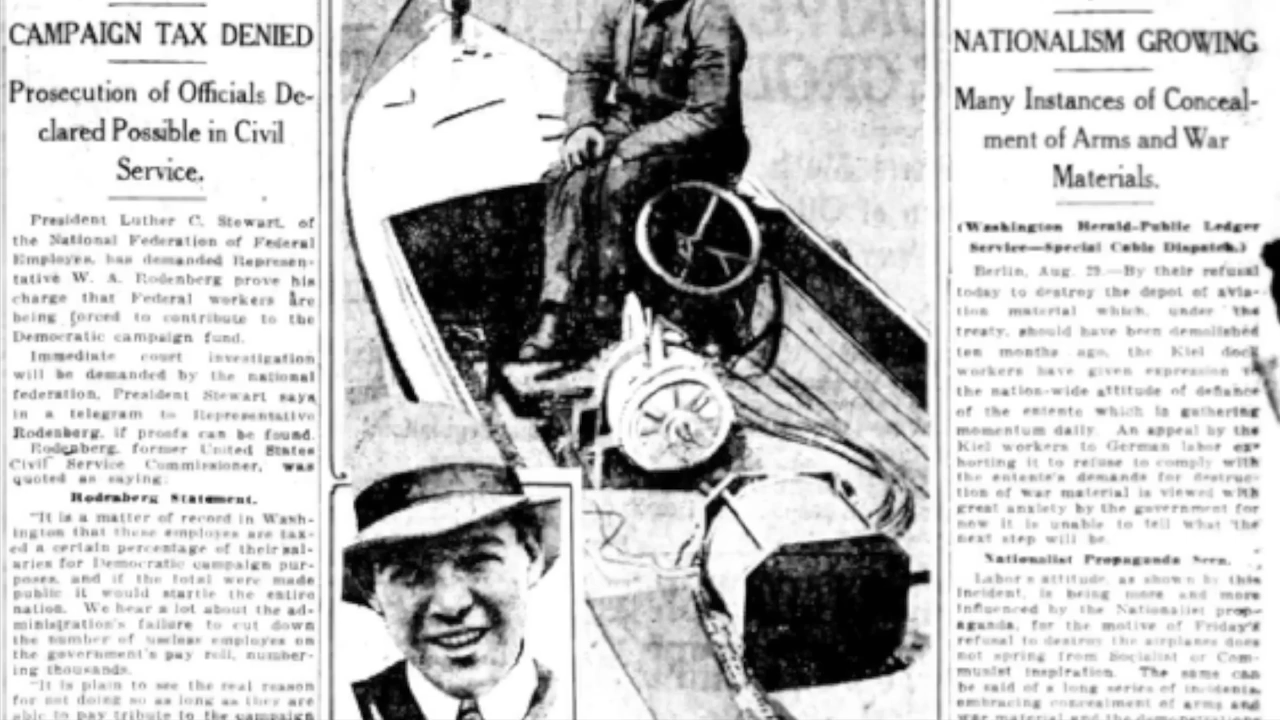 CAMPAIGN TAX DENIED
Prosecution of Officials De-
clared Possible in Civil
Service.
President Luther C. Stewart, of
the National Federation of Federal
Employes, has demanded Represen-
tative W. A. Rodenberg prove his
charge that Federal workers are
being forced to contribute to the
Democratic campaign fund.
Immediate court investigation
will be demanded by the national
federation, President Stewart says
in a telegram to Representative
Rodenberg, if proofs can be found.
Rodenberg, former United States
Civil Service Commissioner, was
quoted as saying:
Rodenberg Statement.
"It is a matter of record in Wash-
ington that these employes are tax-
ed a certain percentage of their sal-
aries for Democratic campaign pur-
poses, and if the total were made
public it would startle the entire
nation. We hear a lot about the ad-
ministration's failure to cut down
the number of useless employes on
the government's pay roll, number-
ing thousands.
"It is plain to see the real reason
for not doing so as long as they are
able to pay tribute to the campaign
NATIONALISM GROWING
Many Instances of Conceal-
ment of Arms and War
Materials.
(Washington Herald-Public Ledger
Service—Special Cable Dispatch.)
Berlin, Aug. 29.—By their refusal
today to destroy the depot of avia-
tion material which, under the
treaty, should have been demolished
ten months ago, the Kiel dock
workers have given expression to
the nation-wide attitude of defiance
of the entente which is gathering
momentum daily. An appeal by the
Kiel workers to German labor ex-
horting it to refuse to comply with
the entente's demands for destruc-
tion of war material is viewed with
great anxiety by the government for
now it is unable to tell what the
next step will be.
Nationalist Propaganda Seen.
Labor's attitude, as shown by this
incident, is being more and more
influenced by the Nationalist prop-
aganda, for the motive of Friday's
refusal to destroy the airplanes does
not spring from Socialist or Com-
munist inspiration. The same can
be said of a long series of incidents,
embracing concealment of arms and
war material and the demonstrations